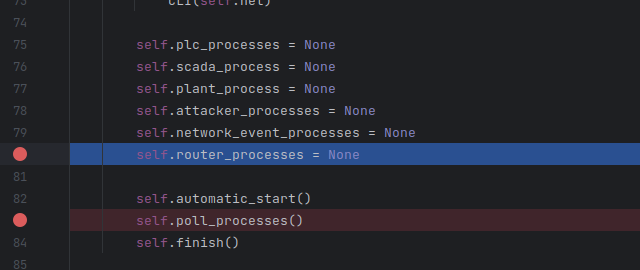 73 CLI(self.net)
74
75 self.plc_processes = None
76 self.scada_process = None
77 self.plant_process = None
78 self.attacker_processes = None
79 self.network_event_processes = None
self.router_processes = None
81
82 self.automatic_start()
self.poll_processes()
84 self.finish()
85